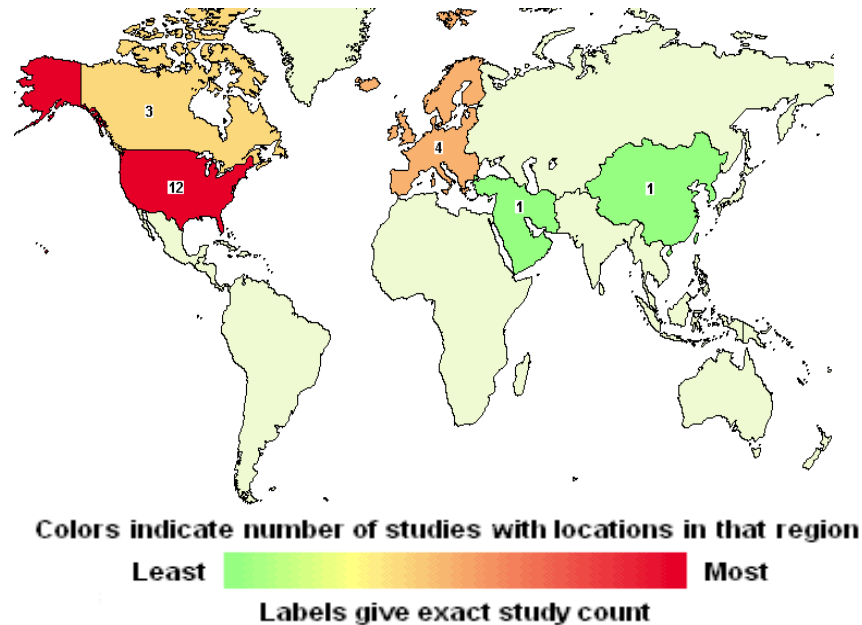 3
4
12
1
1
Colors indicate number of studies with locations in that region
Least Most
Labels give exact study count